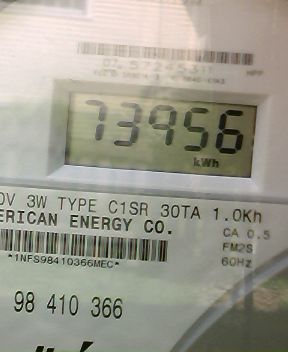 73956
kWh
0V 3W TYPE C1SR 30TA 1.0Kh
ERICAN ENERGY CO.
CA 0.5
FM2S
*1NFS98410366MEC*
60Hz
98 410 366